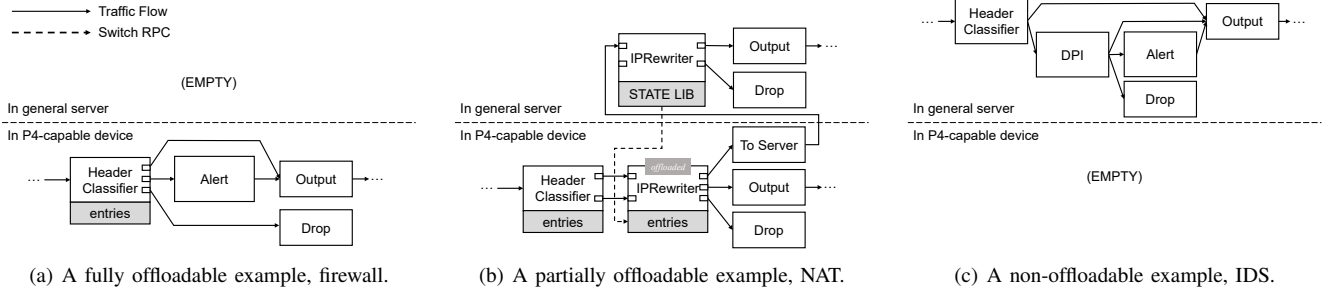 Traffic Flow
Switch RPC
(EMPTY)
In general server
In P4-capable device
...
Header
Classifier
entries
Alert
Output
...
Drop
(a) A fully offloadable example, firewall.
IPRewriter
STATE LIB
Output
...
Drop
In general server
In P4-capable device
...
Header
Classifier
entries
offloaded
IPRewriter
entries
To Server
Output
...
Drop
(b) A partially offloadable example, NAT.
...
Header
Classifier
DPI
Alert
Output
...
Drop
In general server
In P4-capable device
(EMPTY)
(c) A non-offloadable example, IDS.